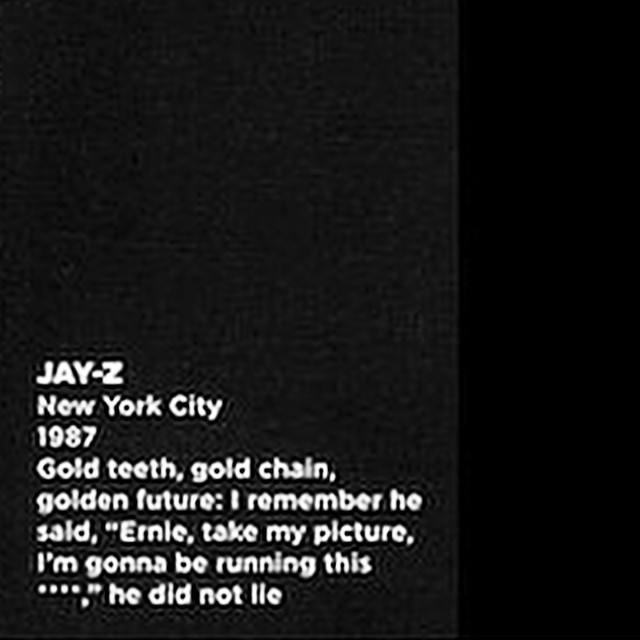 JAY-Z
New York City
1987
Gold teeth, gold chain,
golden future: I remember he
said, "Ernie, take my picture,
I'm gonna be running this
****," he did not lie